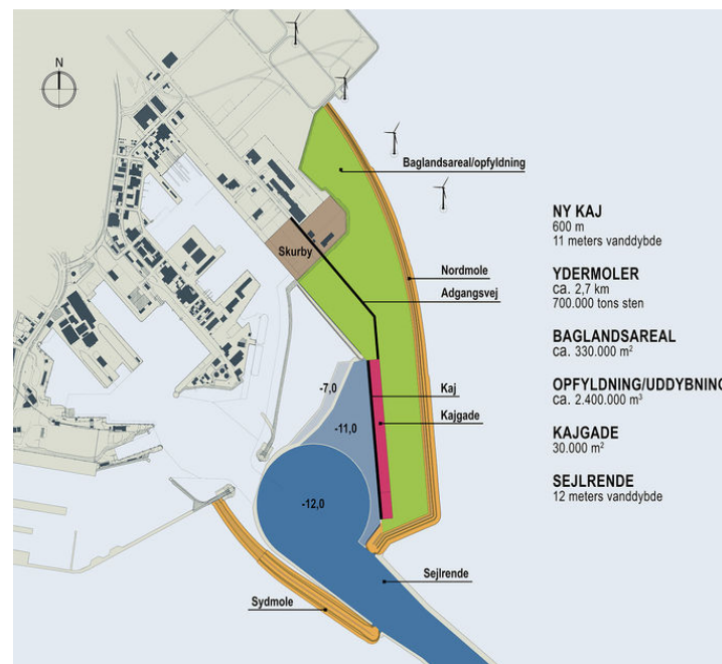 N
Baglandsareal/opfyldning
Skurby
Nordmole
Adgangsvej
-7,0
Kaj
-11,0
Kajgade
-12,0
Sejlrende
Sydmole
NY KAJ
600 m
11 meters vanddybde
YDERMOLER
ca. 2,7 km
700.000 tons sten
BAGLANDSAREAL
ca. 330.000 m²
OPFYLDNING/UDDYBNING
ca. 2.400.000 m³
KAJGADE
30.000 m²
SEJLRENDE
12 meters vanddybde